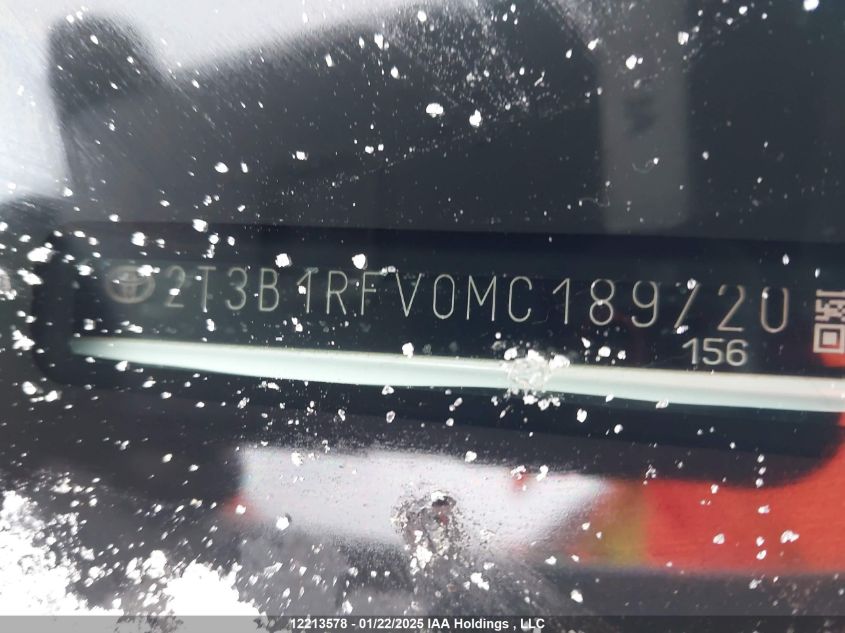 2T3B1RFV0MC189720
156
12213578 - 01/22/2025 IAA Holdings , LLC